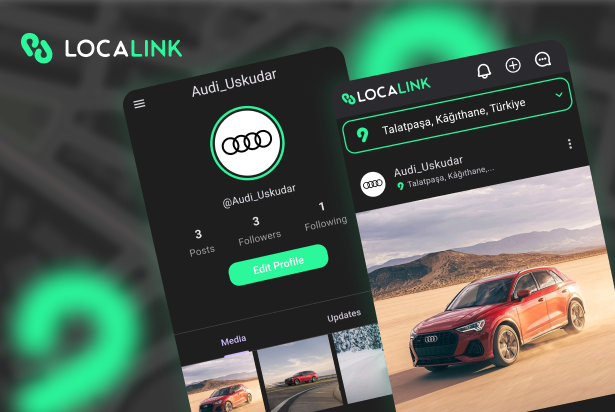 LOCALINK
Audi_Uskudar
@Audi_Uskudar
3
Posts
3
Followers
1
Following
Edit Profile
Media
Updates
LOCALINK
Talatpaşa, Kâğıthane, Türkiye
Audi_Uskudar
Talatpaşa, Kâğıthane,...